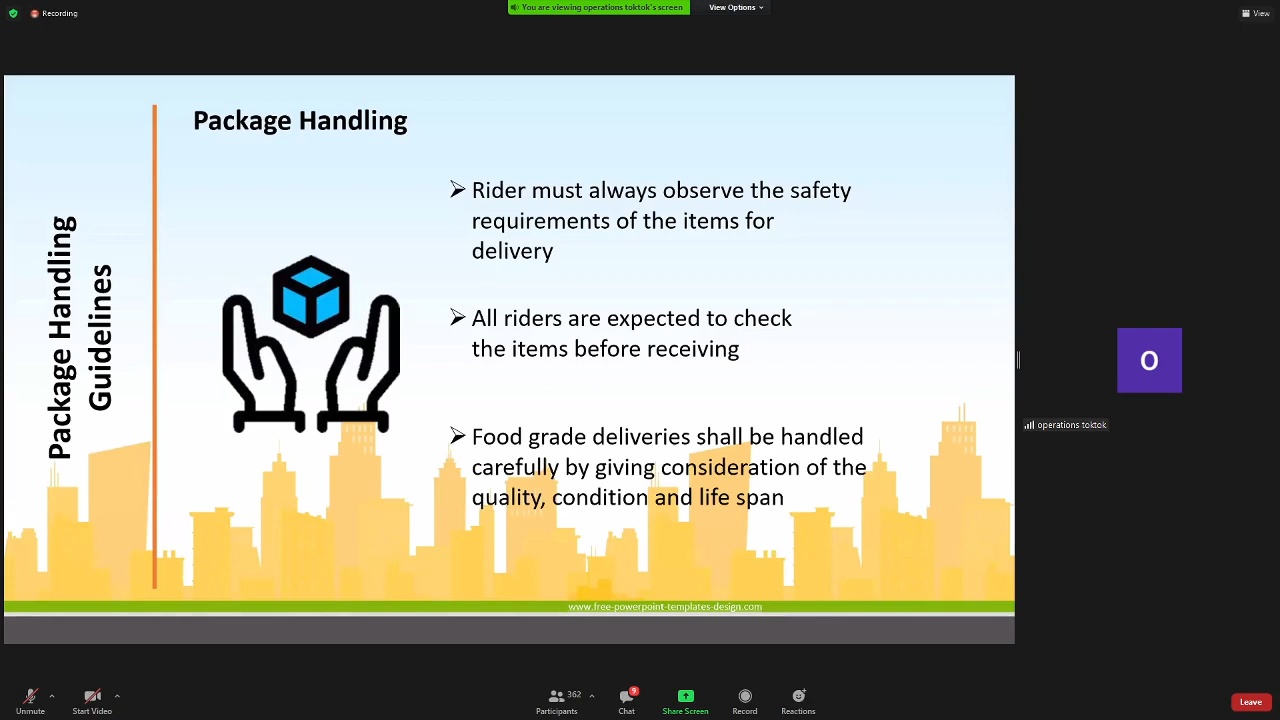 Recording
You are viewing operations toktok's screen
View Options
View
Package Handling
Package Handling
Guidelines
Rider must always observe the safety
requirements of the items for
delivery
All riders are expected to check
the items before receiving
Food grade deliveries shall be handled
carefully by giving consideration of the
quality, condition and life span
www.free-powerpoint-templates-design.com
O
operations toktok
Unmute
Start Video
362
Participants
9
Chat
Share Screen
Record
Reactions
Leave